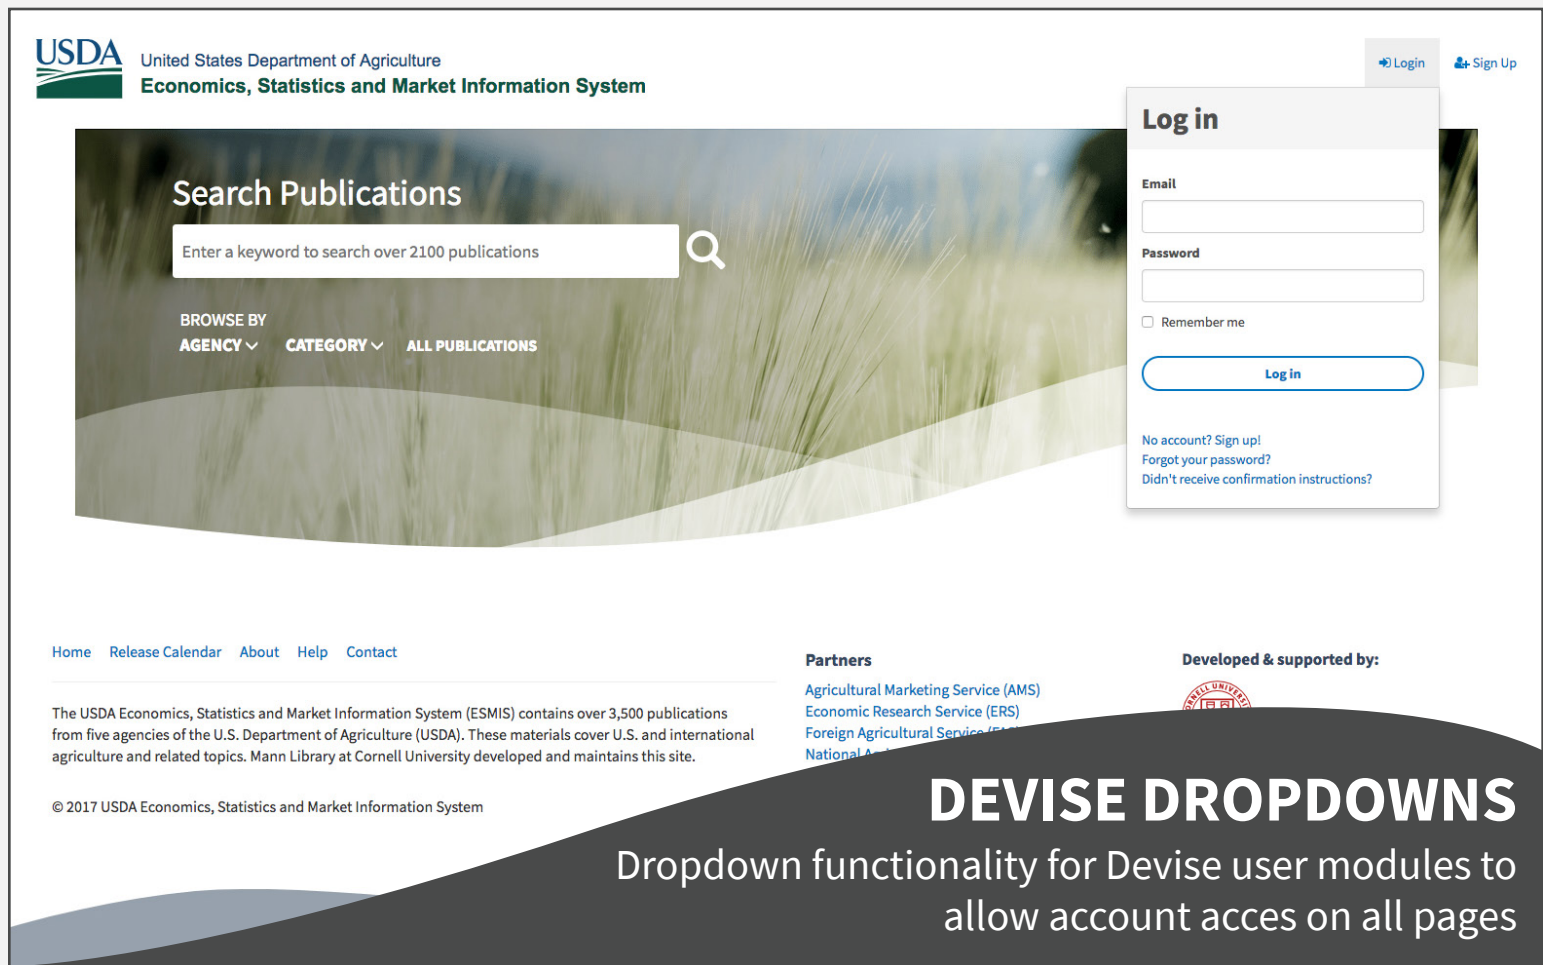 USDA
United States Department of Agriculture
Economics, Statistics and Market Information System
Login
Sign Up
Log in
Email
Password
Remember me
Log in
No account? Sign up!
Forgot your password?
Didn't receive confirmation instructions?
Search Publications
Enter a keyword to search over 2100 publications
BROWSE BY
AGENCY CATEGORY ALL PUBLICATIONS
Home Release Calendar About Help Contact
The USDA Economics, Statistics and Market Information System (ESMIS) contains over 3,500 publications
from five agencies of the U.S. Department of Agriculture (USDA). These materials cover U.S. and international
agriculture and related topics. Mann Library at Cornell University developed and maintains this site.
© 2017 USDA Economics, Statistics and Market Information System
Partners
Agricultural Marketing Service (AMS)
Economic Research Service (ERS)
Foreign Agricultural Service
National
Developed & supported by:
DEVISE DROPDOWNS
Dropdown functionality for Devise user modules to
allow account acces on all pages